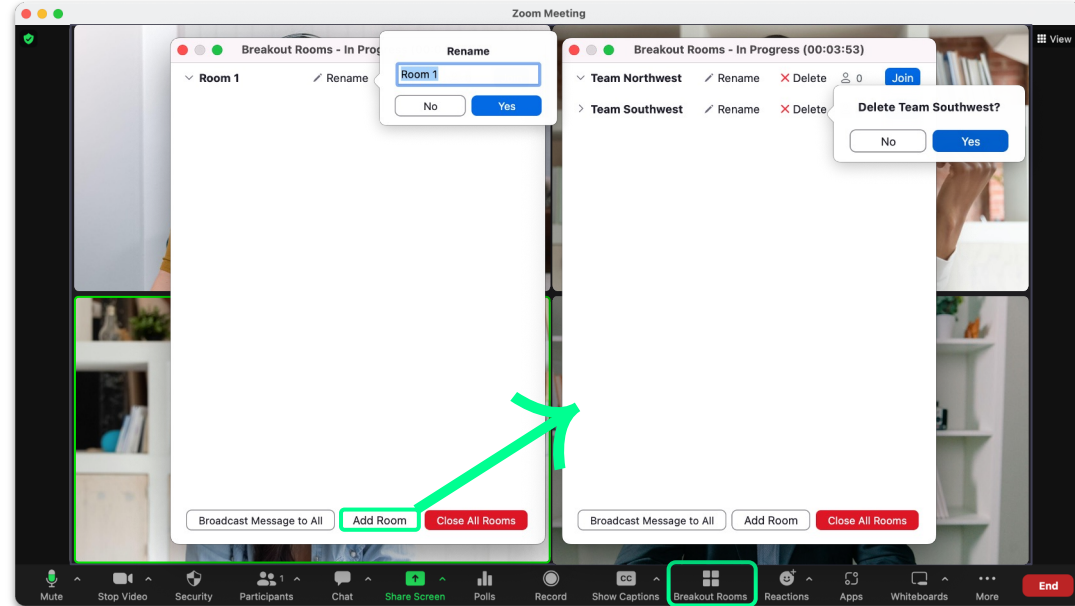 Zoom Meeting
View
Breakout Rooms - In Prog
Room 1 Rename
Rename
Room 1
No Yes
Broadcast Message to All Add Room Close All Rooms
Breakout Rooms - In Progress (00:03:53)
Team Northwest Rename Delete 0 Join
Team Southwest Rename Delete
Delete Team Southwest?
No Yes
Broadcast Message to All Add Room Close All Rooms
1
CC
Mute Stop Video Security Participants Chat Share Screen Polls Record Show Captions Breakout Rooms Reactions Apps Whiteboards More End